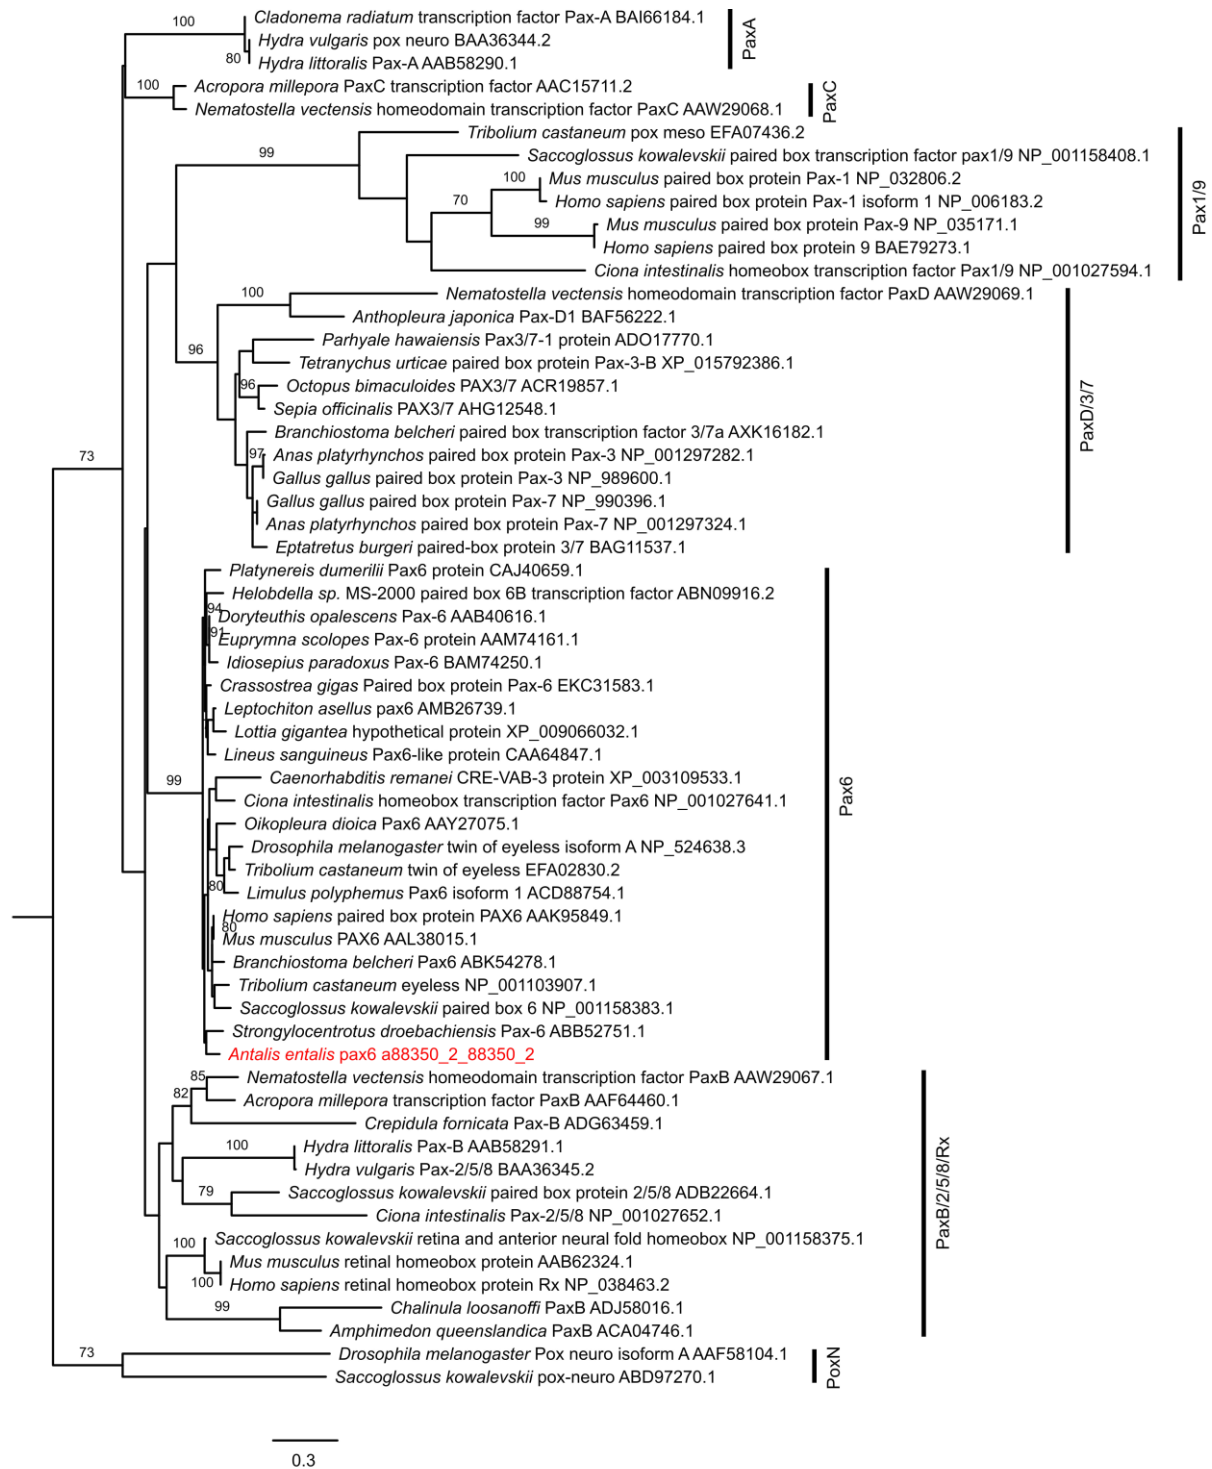 100
Cladonema radiatum transcription factor Pax-A BAI66184.1
Hydra vulgaris pox neuro BAA36344.2
80
Hydra littoralis Pax-A AAB58290.1
PaxA
100
Acropora millepora PaxC transcription factor AAC15711.2
Nematostella vectensis homeodomain transcription factor PaxC AAW29068.1
PaxC
Tribolium castaneum pox meso EFA07436.2
99
Saccoglossus kowalevskii paired box transcription factor pax1/9 NP_001158408.1
100
Mus musculus paired box protein Pax-1 NP_032806.2
70
Homo sapiens paired box protein Pax-1 isoform 1 NP_006183.2
99
Mus musculus paired box protein Pax-9 NP_035171.1
Homo sapiens paired box protein 9 BAE79273.1
Ciona intestinalis homeobox transcription factor Pax1/9 NP_001027594.1
Pax1/9
100
Nematostella vectensis homeodomain transcription factor PaxD AAW29069.1
Anthopleura japonica Pax-D1 BAF56222.1
96
Parhyale hawaiensis Pax3/7-1 protein ADO17770.1
Tetranychus urticae paired box protein Pax-3-B XP_015792386.1
96
Octopus bimaculoides PAX3/7 ACR19857.1
Sepia officinalis PAX3/7 AHG12548.1
Branchiostoma belcheri paired box transcription factor 3/7a AXK16182.1
97
Anas platyrhynchos paired box protein Pax-3 NP_001297282.1
73
Gallus gallus paired box protein Pax-3 NP_989600.1
Gallus gallus paired box protein Pax-7 NP_990396.1
Anas platyrhynchos paired box protein Pax-7 NP_001297324.1
Eptatretus burgeri paired-box protein 3/7 BAG11537.1
PaxD/3/7
Platynereis dumerilii Pax6 protein CAJ40659.1
Helobdella sp. MS-2000 paired box 6B transcription factor ABN09916.2
94
Doryteuthis opalescens Pax-6 AAB40616.1
91
Euprymna scolopes Pax-6 protein AAM74161.1
Idiosepius paradoxus Pax-6 BAM74250.1
Crassostrea gigas Paired box protein Pax-6 EKC31583.1
Leptochiton asellus pax6 AMB26739.1
Lottia gigantea hypothetical protein XP_009066032.1
Lineus sanguineus Pax6-like protein CAA64847.1
99
Caenorhabditis remanei CRE-VAB-3 protein XP_003109533.1
Ciona intestinalis homeobox transcription factor Pax6 NP_001027641.1
Oikopleura dioica Pax6 AAY27075.1
Drosophila melanogaster twin of eyeless isoform A NP_524638.3
Tribolium castaneum twin of eyeless EFA02830.2
80
Limulus polyphemus Pax6 isoform 1 ACD88754.1
Homo sapiens paired box protein PAX6 AAK95849.1
80
Mus musculus PAX6 AAL38015.1
Branchiostoma belcheri Pax6 ABK54278.1
Tribolium castaneum eyeless NP_001103907.1
Saccoglossus kowalevskii paired box 6 NP_001158383.1
Strongylocentrotus droebachiensis Pax-6 ABB52751.1
Antalis entalis pax6 a88350_2_88350_2
Pax6
85
Nematostella vectensis homeodomain transcription factor PaxB AAW29067.1
82
Acropora millepora transcription factor PaxB AAF64460.1
Crepidula fornicata Pax-B ADG63459.1
100
Hydra littoralis Pax-B AAB58291.1
Hydra vulgaris Pax-2/5/8 BAA36345.2
79
Saccoglossus kowalevskii paired box protein 2/5/8 ADB22664.1
Ciona intestinalis Pax-2/5/8 NP_001027652.1
Saccoglossus kowalevskii retina and anterior neural fold homeobox NP_001158375.1
100
Mus musculus retinal homeobox protein AAB62324.1
100
Homo sapiens retinal homeobox protein Rx NP_038463.2
99
Chalinula loosanoffi PaxB ADJ58016.1
Amphimedon queenslandica PaxB ACA04746.1
PaxB/2/5/8/Rx
73
Drosophila melanogaster Pox neuro isoform A AAF58104.1
Saccoglossus kowalevskii pox-neuro ABD97270.1
PoxN
0.3